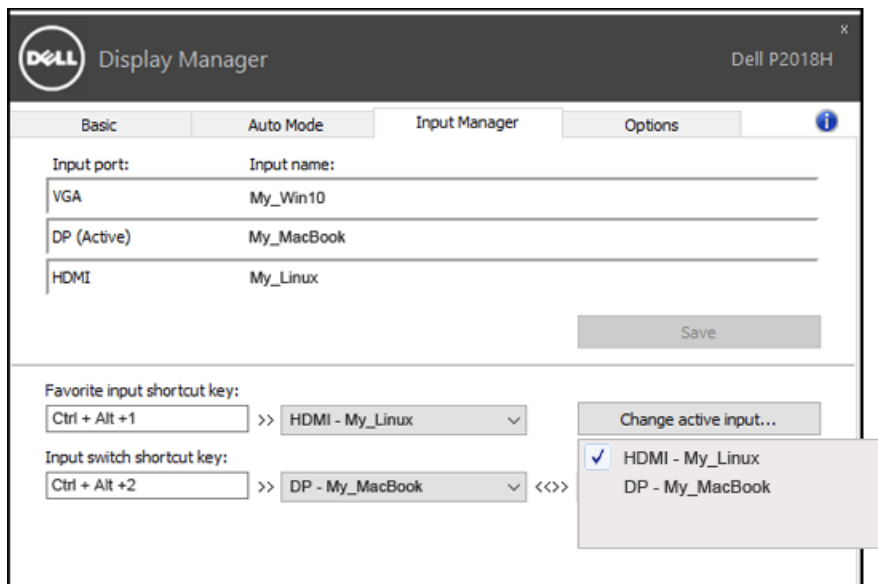 DELL Display Manager Dell P2018H x
Basic Auto Mode Input Manager Options i
Input port: Input name:
VGA My_Win10
DP (Active) My_MacBook
HDMI My_Linux
Save
Favorite input shortcut key:
Ctrl + Alt +1 >> HDMI - My_Linux Change active input...
Input switch shortcut key:
Ctrl + Alt +2 >> DP - My_MacBook <<>>
HDMI - My_Linux
DP - My_MacBook